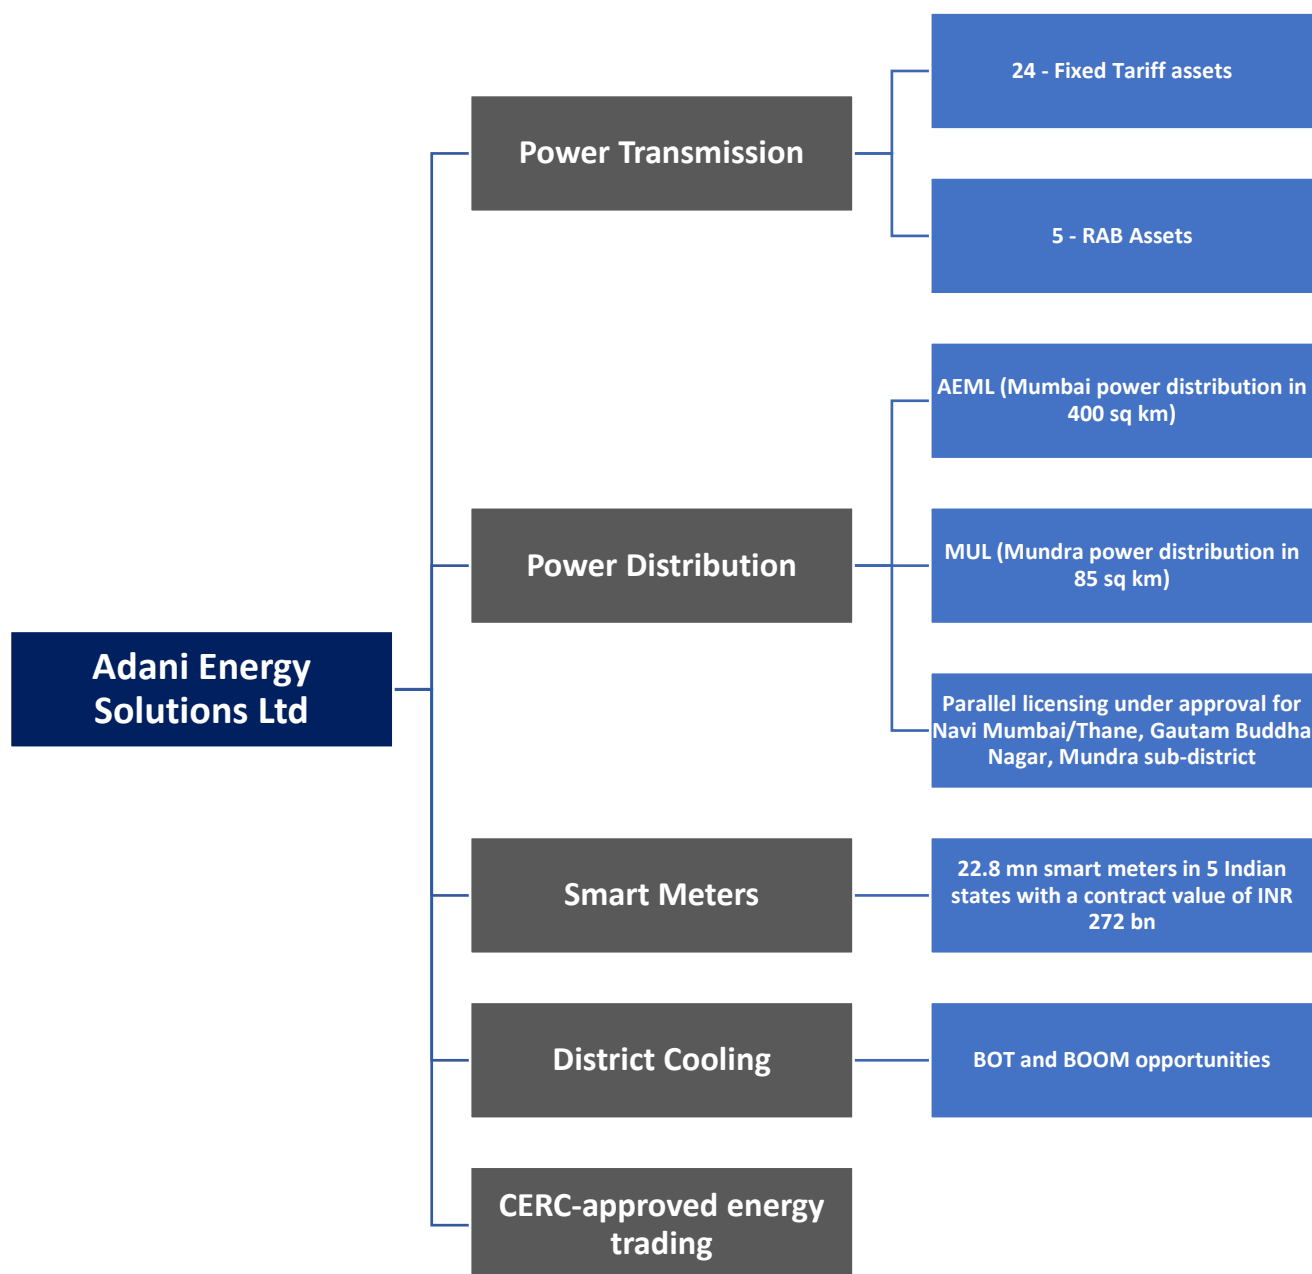 24 - Fixed Tariff assets
Power Transmission
5 - RAB Assets
AEML (Mumbai power distribution in
400 sq km)
Power Distribution
MUL (Mundra power distribution in
85 sq km)
Adani Energy
Solutions Ltd
Parallel licensing under approval for
Navi Mumbai/Thane, Gautam Buddha
Nagar, Mundra sub-district
Smart Meters
22.8 mn smart meters in 5 Indian
states with a contract value of INR
272 bn
District Cooling
BOT and BOOM opportunities
CERC-approved energy
trading